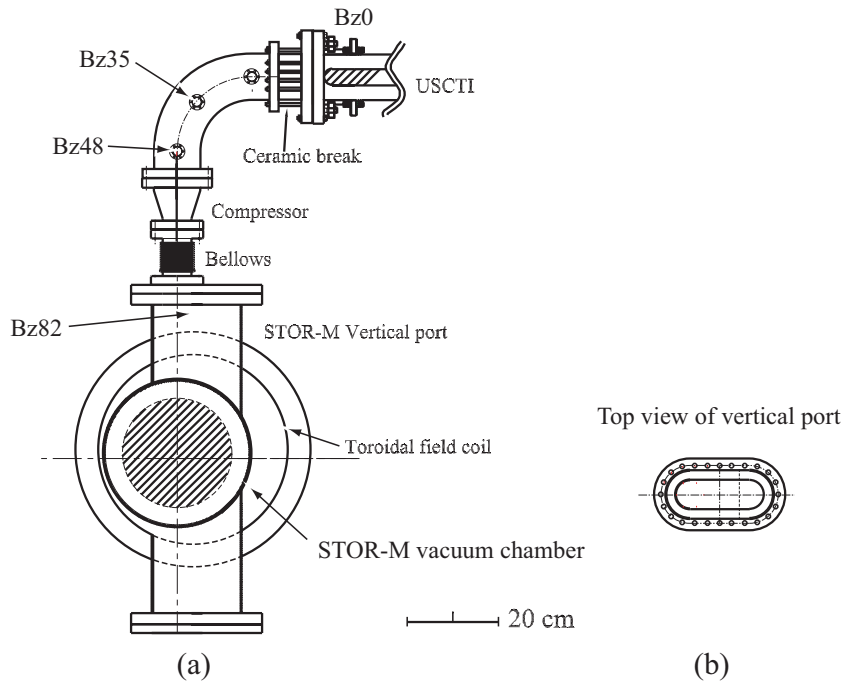 Bz0
Bz35
USCTI
Bz48
Ceramic break
Compressor
Bellows
Bz82
STOR-M Vertical port
Top view of vertical port
Toroidal field coil
STOR-M vacuum chamber
20 cm
(a)
(b)